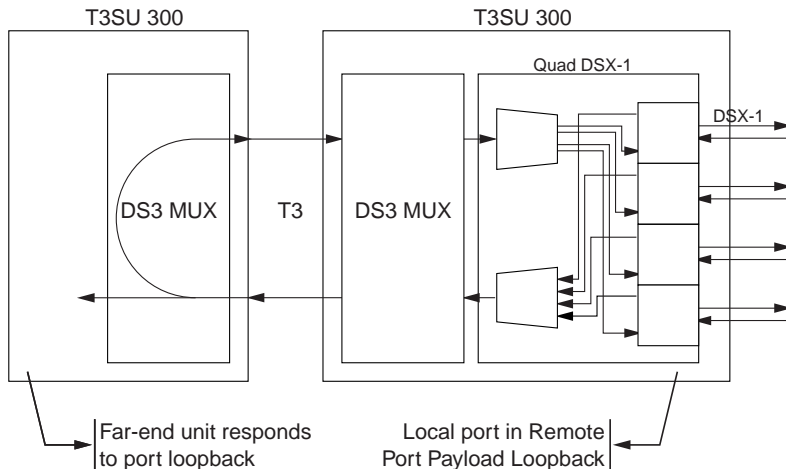 T3SU 300
T3SU 300
Quad DSX-1
DSX-1
DS3 MUX
T3
DS3 MUX
Far-end unit responds
to port loopback
Local port in Remote
Port Payload Loopback